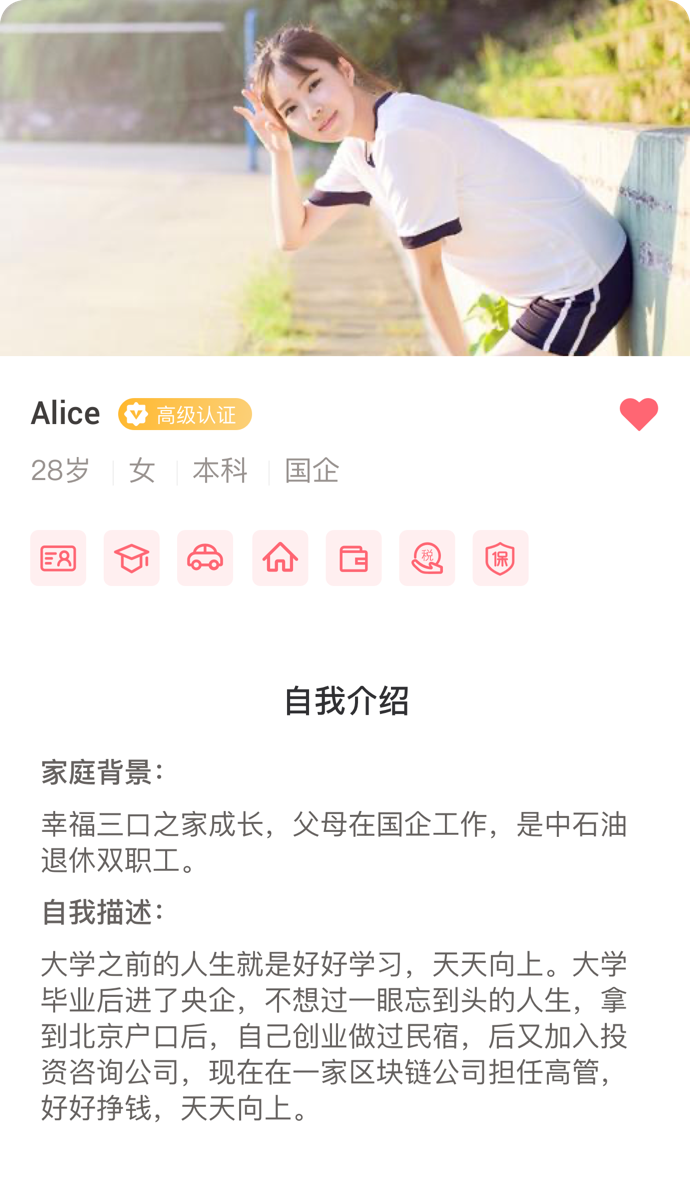 Alice 高级认证
28岁 女 本科 国企
税 保
自我介绍
家庭背景：
幸福三口之家成长，父母在国企工作，是中石油
退休双职工。
自我描述：
大学之前的人生就是好好学习，天天向上。大学
毕业后进了央企，不想过一眼忘到头的人生，拿
到北京户口后，自己创业做过民宿，后又加入投
资咨询公司，现在在一家区块链公司担任高管，
好好挣钱，天天向上。